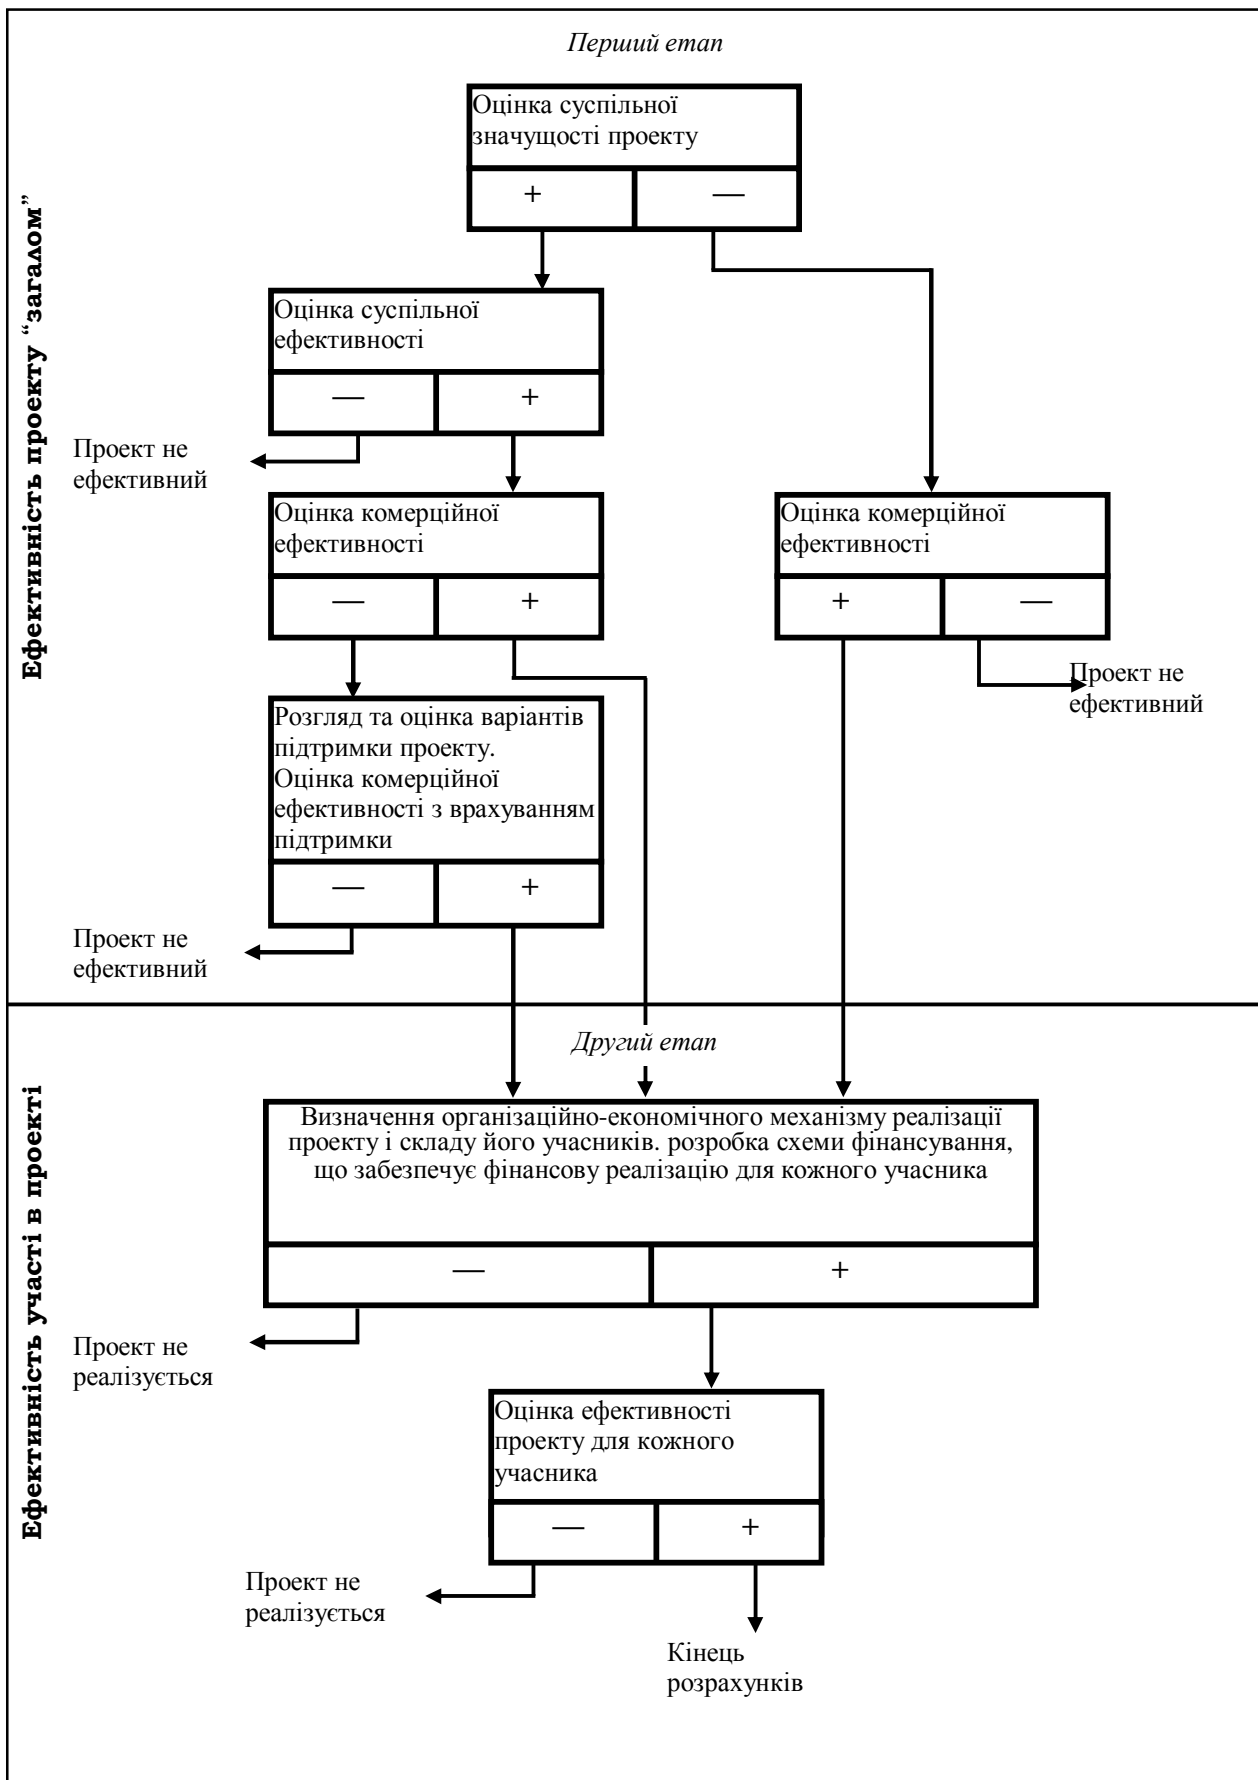 Перший етап
Оцінка суспільної
значущості проекту
+
—
Ефективність проекту “загалом”
Оцінка суспільної
ефективності
—
+
Проект не
ефективний
Оцінка комерційної
ефективності
—
+
Оцінка комерційної
ефективності
+
—
Проект не
ефективний
Розгляд та оцінка варіантів
підтримки проекту.
Оцінка комерційної
ефективності з врахуванням
підтримки
—
+
Проект не
ефективний
Другий етап
Ефективність участі в проекті
Визначення організаційно-економічного механізму реалізації
проекту і складу його учасників. розробка схеми фінансування,
що забезпечує фінансову реалізацію для кожного учасника
—
+
Проект не
реалізується
Оцінка ефективності
проекту для кожного
учасника
—
+
Проект не
реалізується
Кінець
розрахунків